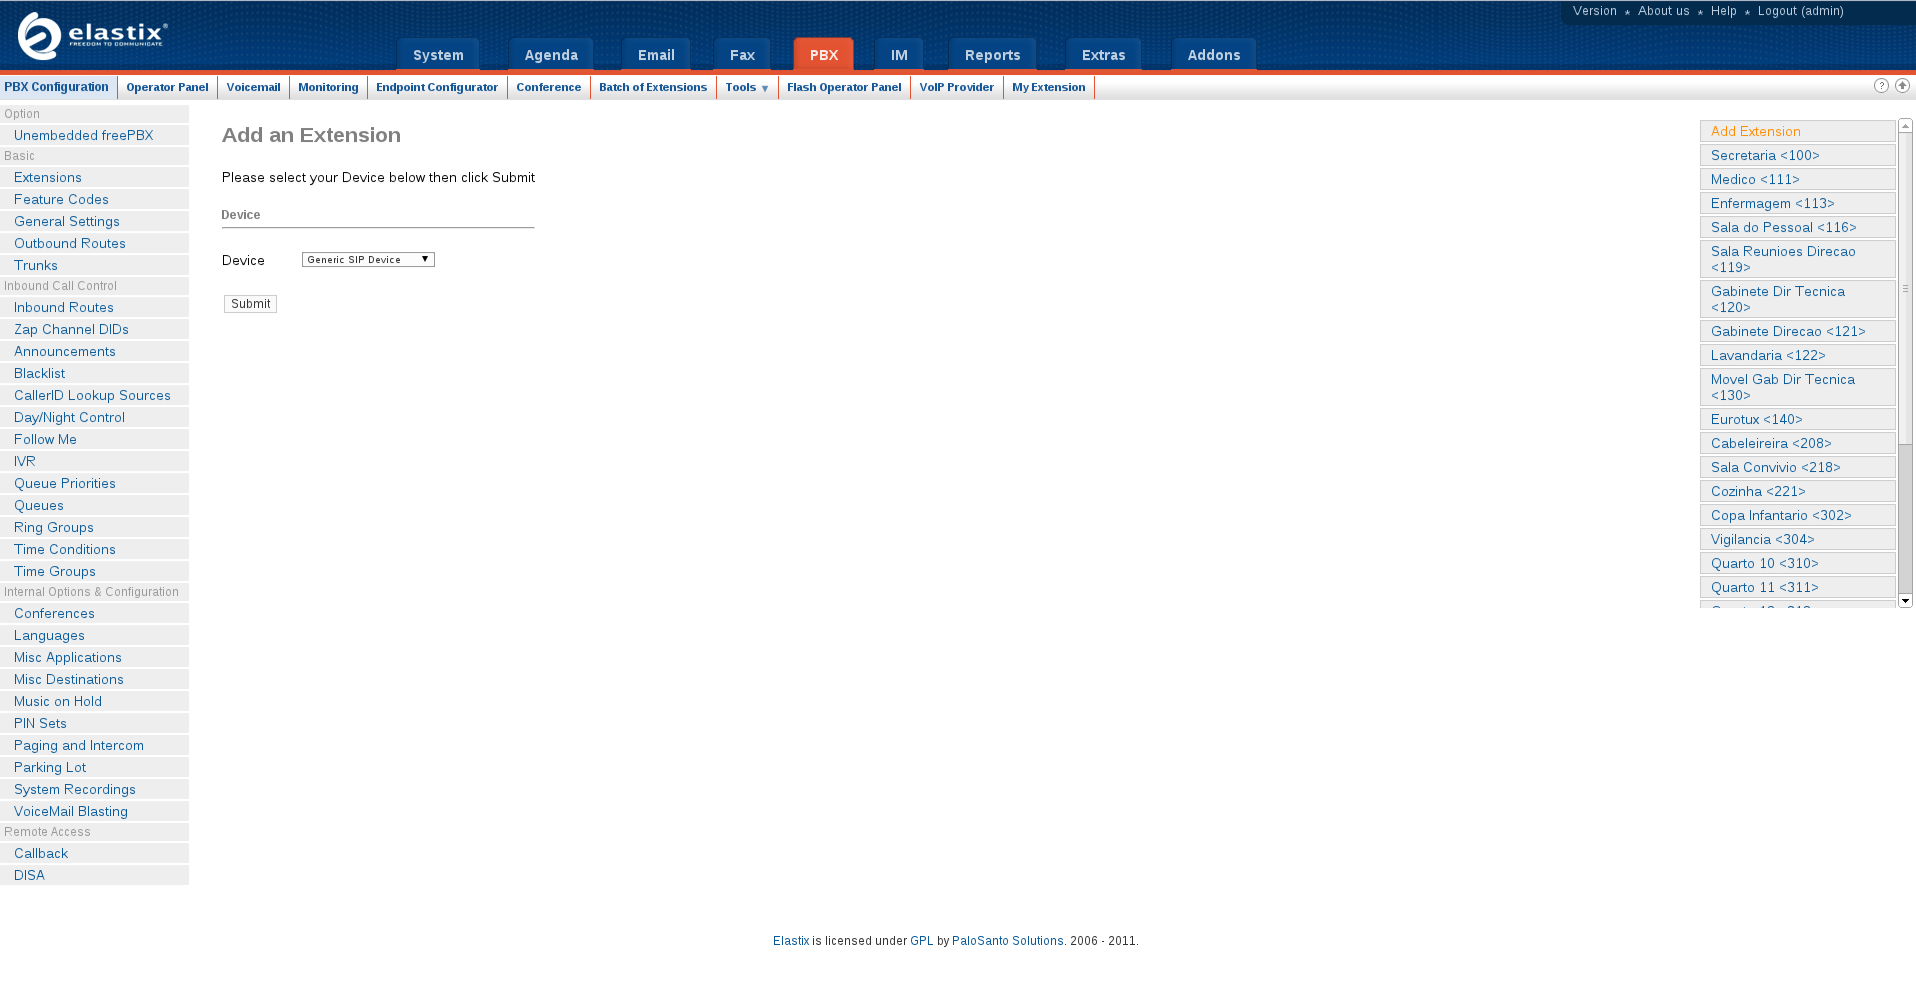 elastix®
FREEDOM TO COMMUNICATE
Version * About us * Help * Logout (admin)
System Agenda Email Fax PBX IM Reports Extras Addons
PBX Configuration Operator Panel Voicemail Monitoring Endpoint Configurator Conference Batch of Extensions Tools ▼ Flash Operator Panel VoIP Provider My Extension ?
Option
Unembedded freePBX
Basic
Extensions
Feature Codes
General Settings
Outbound Routes
Trunks
Inbound Call Control
Inbound Routes
Zap Channel DIDs
Announcements
Blacklist
CallerID Lookup Sources
Day/Night Control
Follow Me
IVR
Queue Priorities
Queues
Ring Groups
Time Conditions
Time Groups
Internal Options & Configuration
Conferences
Languages
Misc Applications
Misc Destinations
Music on Hold
PIN Sets
Paging and Intercom
Parking Lot
System Recordings
VoiceMail Blasting
Remote Access
Callback
DISA
Add an Extension
Please select your Device below then click Submit
Device
Device Generic SIP Device ▼
Submit
Add Extension
Secretaria <100>
Medico <111>
Enfermagem <113>
Sala do Pessoal <116>
Sala Reunioes Direcao
<119>
Gabinete Dir Tecnica
<120>
Gabinete Direcao <121>
Lavandaria <122>
Movel Gab Dir Tecnica
<130>
Eurotux <140>
Cabeleireira <208>
Sala Convivio <218>
Cozinha <221>
Copa Infantario <302>
Vigilancia <304>
Quarto 10 <310>
Quarto 11 <311>
Elastix is licensed under GPL by PaloSanto Solutions. 2006 - 2011.